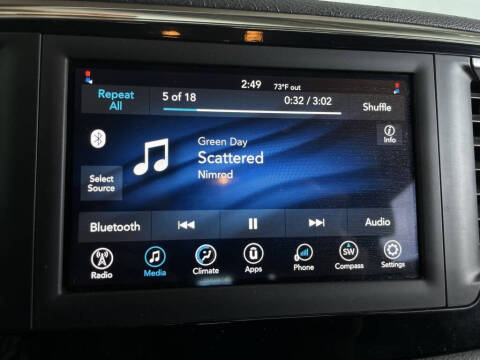 2:49 73°F out
Repeat All
5 of 18 0:32 / 3:02
Shuffle
Green Day
Scattered
Nimrod
Info
Select Source
Bluetooth
Audio
Radio Media Climate Apps Phone SW Compass Settings